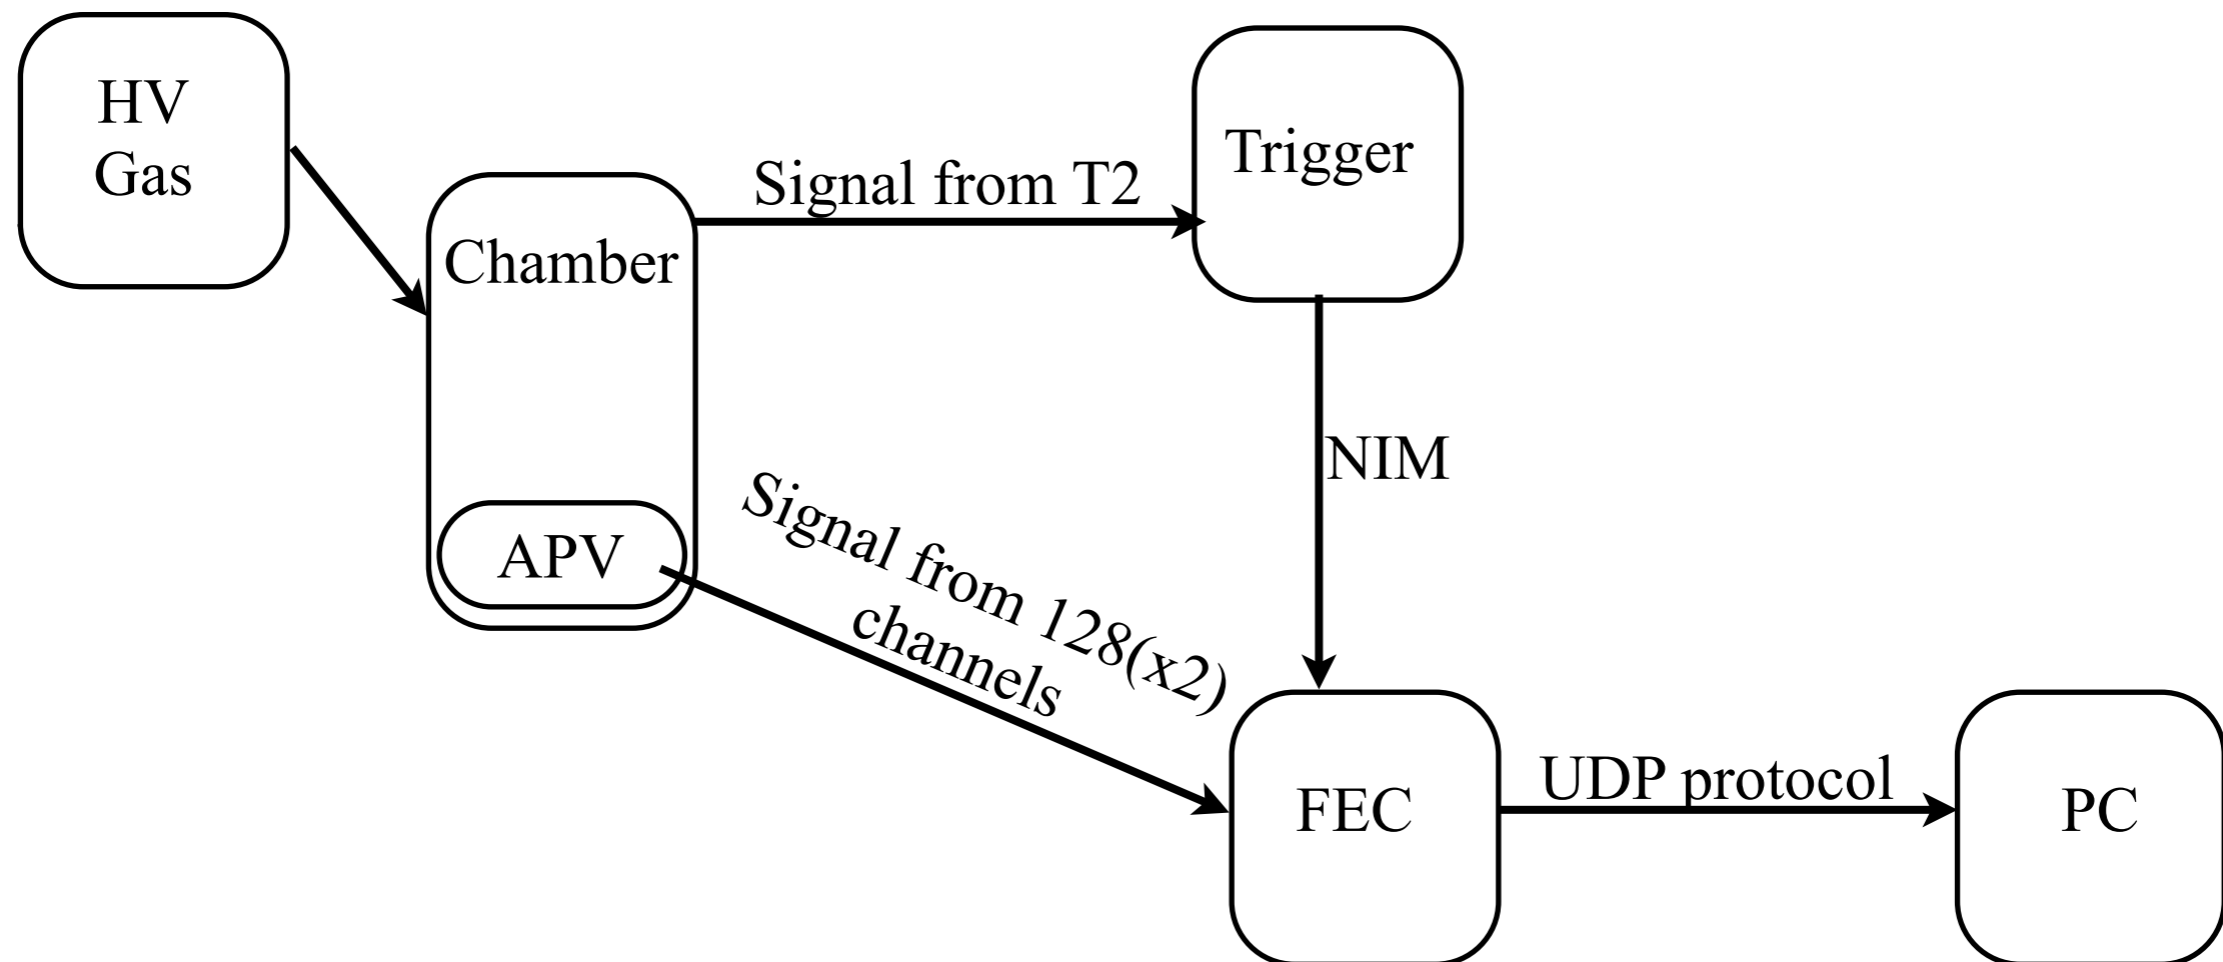 HV
Gas
Signal from T2
Trigger
Chamber
NIM
APV
Signal from 128(x2)
channels
FEC
UDP protocol
PC